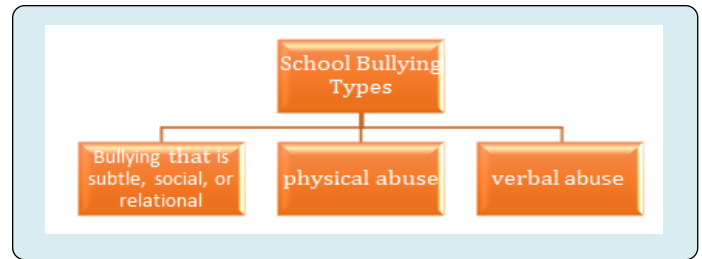 School Bullying
Types
Bullying that is
subtle, social, or
relational
physical abuse
verbal abuse